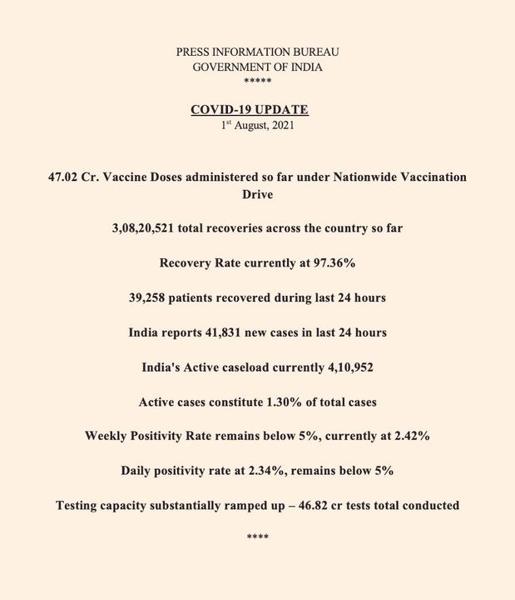 PRESS INFORMATION BUREAU
GOVERNMENT OF INDIA
*****
COVID-19 UPDATE
1st August, 2021
47.02 Cr. Vaccine Doses administered so far under Nationwide Vaccination
Drive
3,08,20,521 total recoveries across the country so far
Recovery Rate currently at 97.36%
39,258 patients recovered during last 24 hours
India reports 41,831 new cases in last 24 hours
India's Active caseload currently 4,10,952
Active cases constitute 1.30% of total cases
Weekly Positivity Rate remains below 5%, currently at 2.42%
Daily positivity rate at 2.34%, remains below 5%
Testing capacity substantially ramped up – 46.82 cr tests total conducted
****